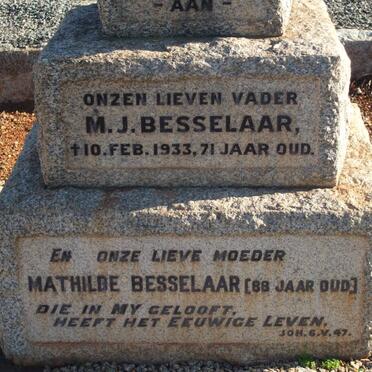 - AAN -
ONZEN LIEVEN VADER
M.J. BESSELAAR,
†10. FEB. 1933, 71 JAAR OUD.
EN ONZE LIEVE MOEDER
MATHILDE BESSELAAR [88 JAAR OUD]
DIE IN MY GELOOFT,
HEEFT HET EEUWIGE LEVEN,
JOH. 6. V. 47.